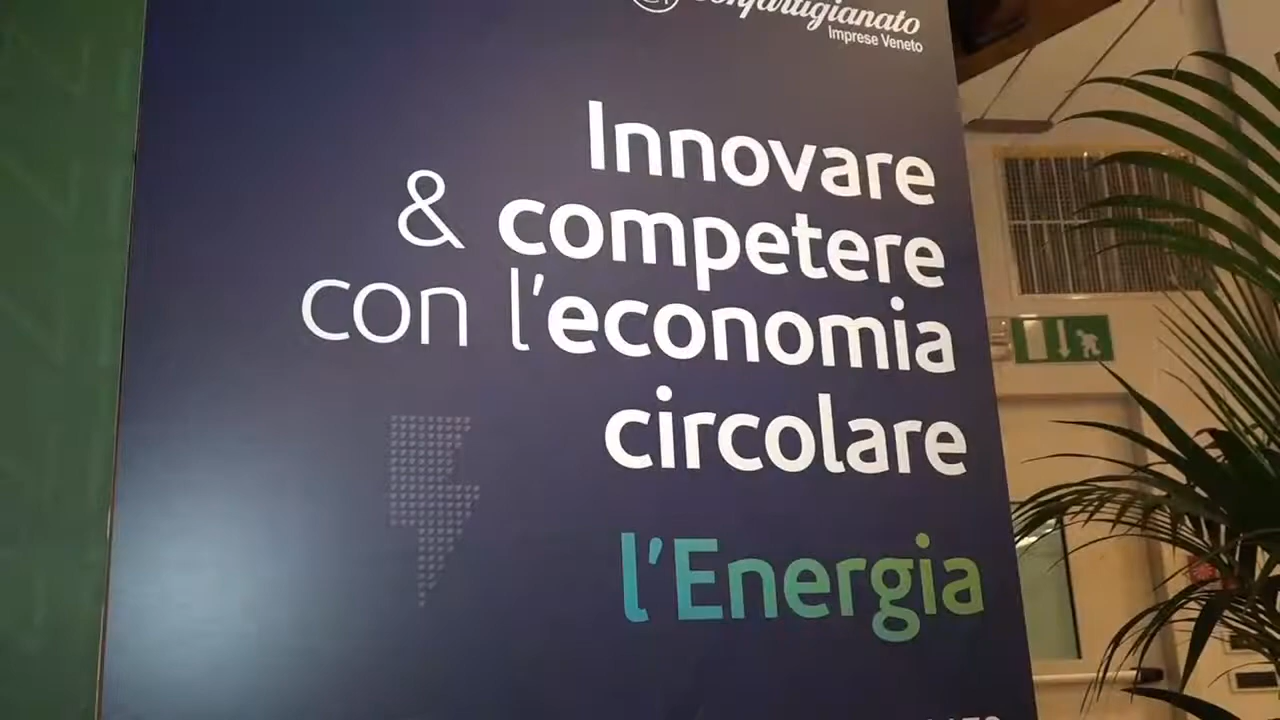 Confartigianato
Imprese Veneto
Innovare
& competere
con l'economia
circolare
l'Energia